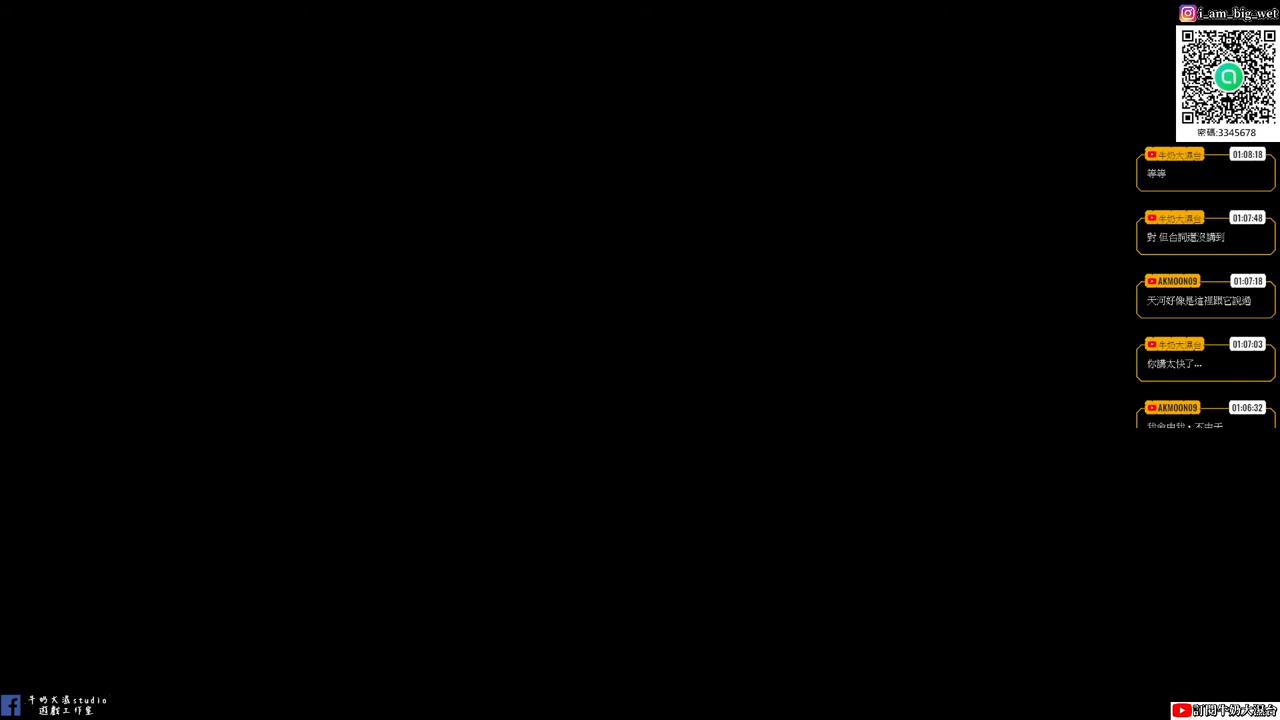 i_am_big_wet
密碼:3345678
牛奶大濕台 01:08:18
等等
牛奶大濕台 01:07:48
對 但台詞還沒講到
AKMOON09 01:07:18
天河好像是這裡跟它說過
牛奶大濕台 01:07:03
你講太快了...
AKMOON09 01:06:32
牛奶大濕studio
遊戲工作室
訂閱牛奶大濕台